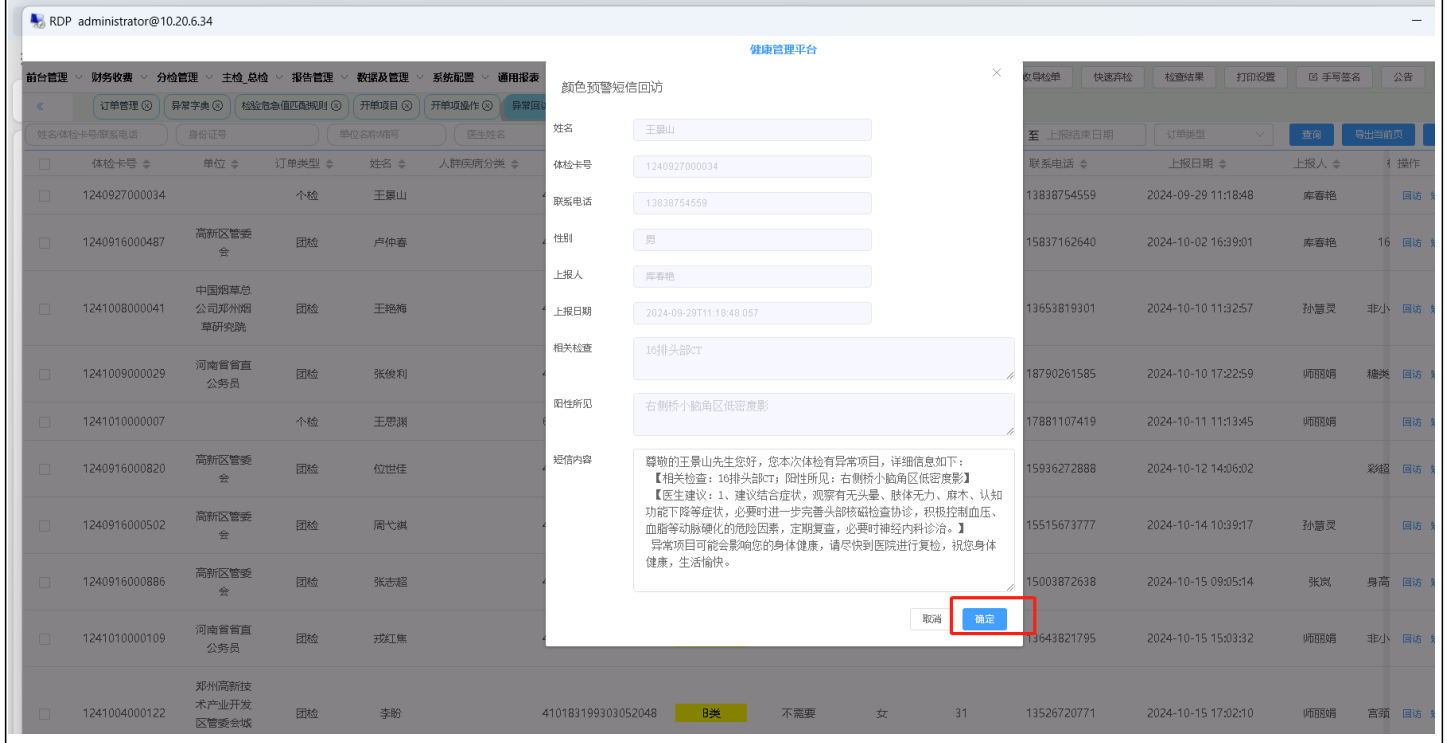 RDP administrator@10.20.6.34
健康管理平台
前台管理 财务收费 分检管理 主检_总检 报告管理 数据及管理 系统配置 通用报表
收导检单 快速弃检 检查结果 打印设置 手写签名 公告
订单管理 异常字典 检验危急值匹配规则 开单项目 开单项操作 异常回访
姓名/体检卡号/联系电话 身份证号 单位名称/编号 医生姓名 至 上报结束日期 订单类型 查询 导出当前页
体检卡号 单位 订单类型 姓名 人群疾病分类 联系电话 上报日期 上报人 操作
1240927000034 个检 王景山 13838754559 2024-09-29 11:18:48 库春艳 回访
1240916000487 高新区管委会 团检 卢仲春 15837162640 2024-10-02 16:39:01 库春艳 16 回访
1241008000041 中国烟草总公司郑州烟草研究院 团检 王艳梅 13653819301 2024-10-10 11:32:57 孙慧灵 非小 回访
1241009000029 河南省省直公务员 团检 张俊利 18790261585 2024-10-10 17:22:59 师丽娟 糖类 回访
1241010000007 个检 王思渊 17881107419 2024-10-11 11:13:45 师丽娟 回访
1240916000820 高新区管委会 团检 位世佳 15936272888 2024-10-12 14:06:02 彩超 回访
1240916000502 高新区管委会 团检 周弋祺 15515673777 2024-10-14 10:39:17 孙慧灵 回访
1240916000886 高新区管委会 团检 张志超 15003872638 2024-10-15 09:05:14 张岚 身高 回访
1241010000109 河南省省直公务员 团检 戎红焦 13643821795 2024-10-15 15:03:32 师丽娟 非小 回访
1241004000122 郑州高新技术产业开发区管委会城 团检 李盼 410183199303052048 B类 不需要 女 31 13526720771 2024-10-15 17:02:10 师丽娟 宫颈 回访
颜色预警短信回访
姓名 王景山
体检卡号 1240927000034
联系电话 13838754559
性别 男
上报人 库春艳
上报日期 2024-09-29T11:18:48.057
相关检查 16排头部CT
阳性所见 右侧桥小脑角区低密度影
短信内容 尊敬的王景山先生您好，您本次体检有异常项目，详细信息如下：
【相关检查：16排头部CT；阳性所见：右侧桥小脑角区低密度影】
【医生建议：1、建议结合症状，观察有无头晕、肢体无力、麻木、认知
功能下降等症状，必要时进一步完善头部核磁检查协诊，积极控制血压、
血脂等动脉硬化的危险因素，定期复查，必要时神经内科诊治。】
异常项目可能会影响您的身体健康，请尽快到医院进行复检，祝您身体
健康，生活愉快。
取消 确定